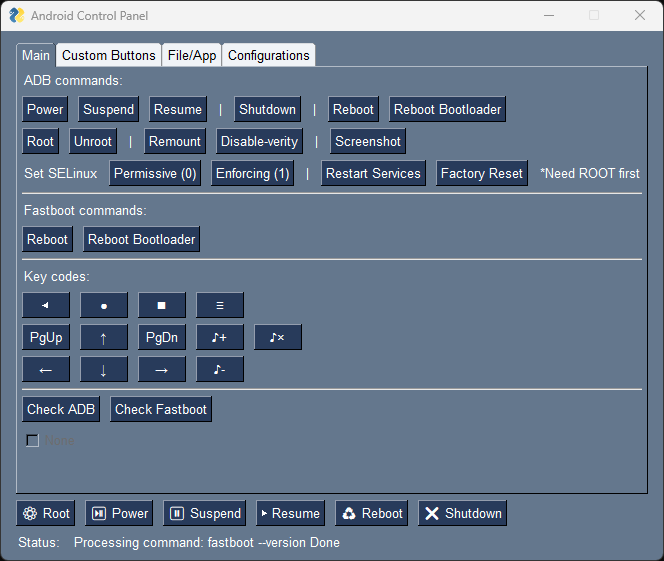 Android Control Panel
Main Custom Buttons File/App Configurations
ADB commands:
Power Suspend Resume | Shutdown | Reboot Reboot Bootloader
Root Unroot | Remount Disable-verity | Screenshot
Set SELinux Permissive (0) Enforcing (1) | Restart Services Factory Reset *Need ROOT first
Fastboot commands:
Reboot Reboot Bootloader
Key codes:
◂ ● ■ ☰
PgUp ↑ PgDn ♪+ ♪×
← ↓ → ♪-
Check ADB Check Fastboot
None
Root Power Suspend Resume Reboot Shutdown
Status: Processing command: fastboot --version Done